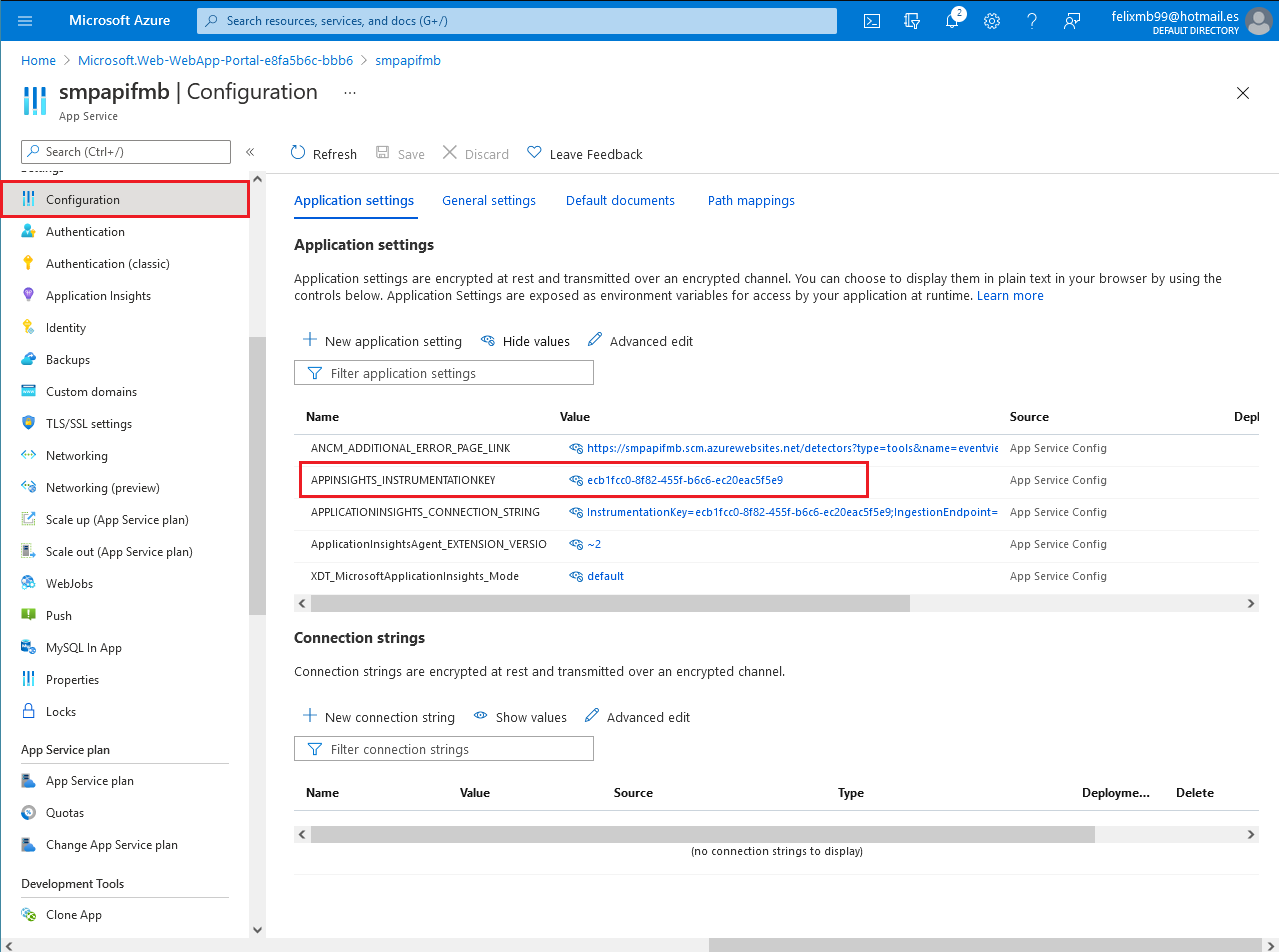 Microsoft Azure
Search resources, services, and docs (G+/)
2
felixmb99@hotmail.es
DEFAULT DIRECTORY
Home > Microsoft.Web-WebApp-Portal-e8fa5b6c-bbb6 > smpapifmb
smpapifmb | Configuration ...
App Service
Search (Ctrl+/)
«
Refresh
Save
Discard
Leave Feedback
Settings
Configuration
Authentication
Authentication (classic)
Application Insights
Identity
Backups
Custom domains
TLS/SSL settings
Networking
Networking (preview)
Scale up (App Service plan)
Scale out (App Service plan)
WebJobs
Push
MySQL In App
Properties
Locks
App Service plan
App Service plan
Quotas
Change App Service plan
Development Tools
Clone App
Application settings
General settings
Default documents
Path mappings
Application settings
Application settings are encrypted at rest and transmitted over an encrypted channel. You can choose to display them in plain text in your browser by using the
controls below. Application Settings are exposed as environment variables for access by your application at runtime. Learn more
New application setting
Hide values
Advanced edit
Filter application settings
Name Value Source Depl
ANCM_ADDITIONAL_ERROR_PAGE_LINK https://smpapifmb.scm.azurewebsites.net/detectors?type=tools&name=eventvie App Service Config
APPINSIGHTS_INSTRUMENTATIONKEY ecb1fcc0-8f82-455f-b6c6-ec20eac5f5e9 App Service Config
APPLICATIONINSIGHTS_CONNECTION_STRING InstrumentationKey=ecb1fcc0-8f82-455f-b6c6-ec20eac5f5e9;IngestionEndpoint= App Service Config
ApplicationInsightsAgent_EXTENSION_VERSIO ~2 App Service Config
XDT_MicrosoftApplicationInsights_Mode default App Service Config
Connection strings
Connection strings are encrypted at rest and transmitted over an encrypted channel.
New connection string
Show values
Advanced edit
Filter connection strings
Name Value Source Type Deployme... Delete
(no connection strings to display)